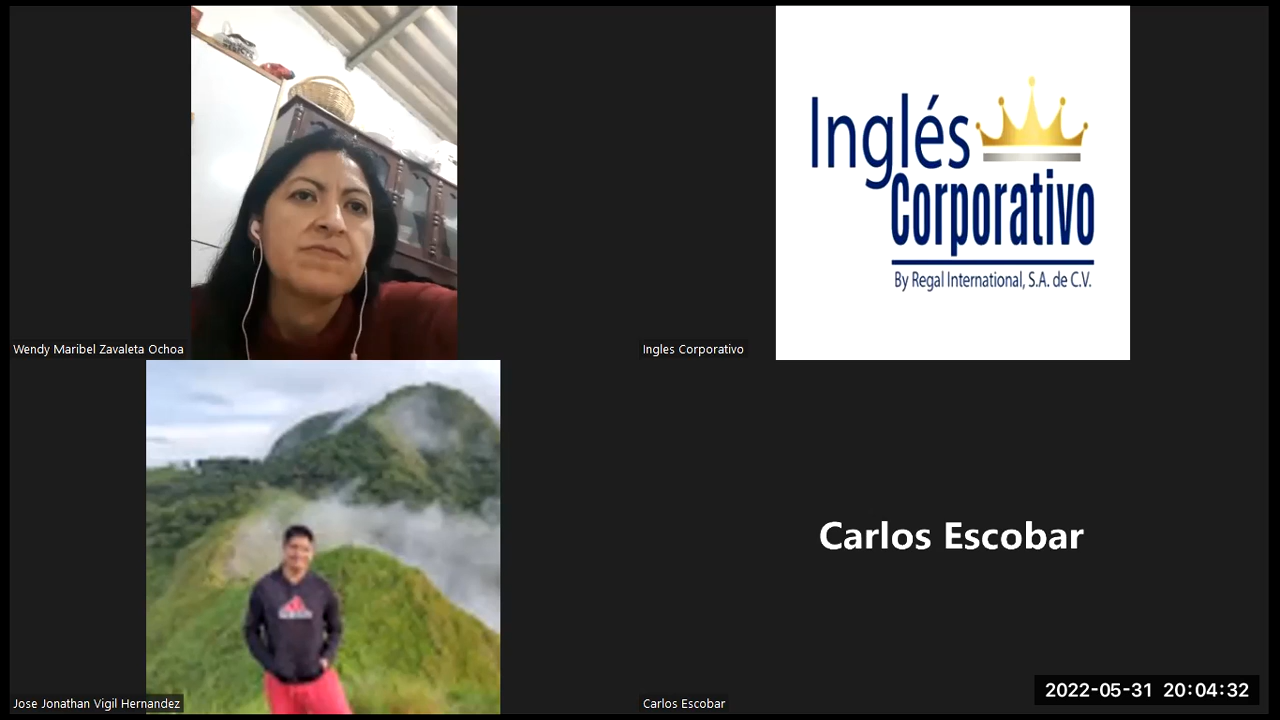 Inglés
Corporativo
By Regal International, S.A. de C.V.
Wendy Maribel Zavaleta Ochoa
Ingles Corporativo
Carlos Escobar
Jose Jonathan Vigil Hernandez
Carlos Escobar
2022-05-31 20:04:32